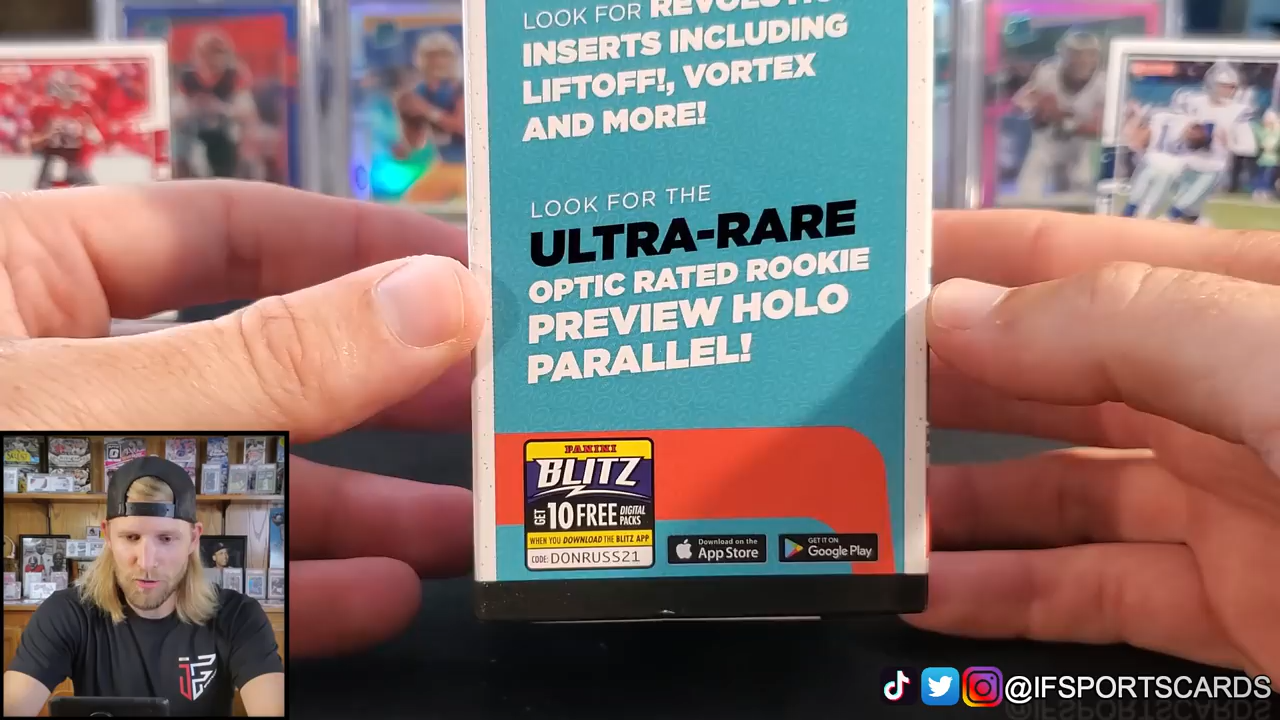 LOOK FOR
INSERTS INCLUDING
LIFTOFF!, VORTEX
AND MORE!
LOOK FOR THE
ULTRA-RARE
OPTIC RATED ROOKIE
PREVIEW HOLO
PARALLEL!
PANINI
BLITZ
GET 10 FREE DIGITAL PACKS
WHEN YOU DOWNLOAD THE BLITZ APP
CODE: DONRUSS21
Download on the
App Store
GET IT ON
Google Play
@IFSPORTSCARDS